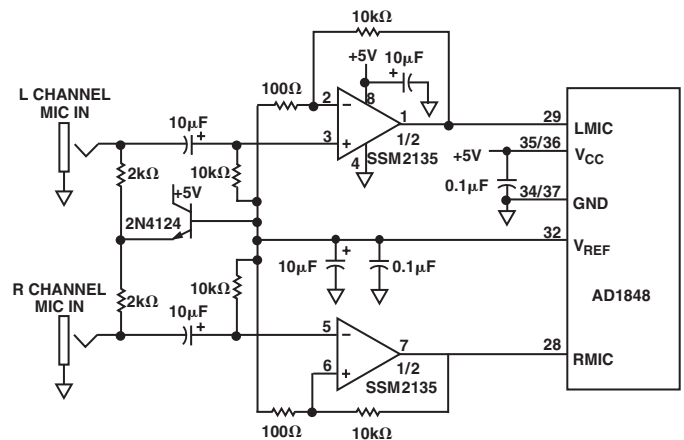 10kΩ
+5V
10µF
+
100Ω
2
−
8
1
L CHANNEL
MIC IN
10µF
+
3
+
1/2
SSM2135
4
29
LMIC
+5V
35/36
VCC
2kΩ
10kΩ
0.1µF
34/37
GND
+5V
2N4124
32
VREF
10µF
+
0.1µF
AD1848
R CHANNEL
MIC IN
2kΩ
10kΩ
10µF
+
5
−
7
28
RMIC
6
+
1/2
SSM2135
100Ω
10kΩ